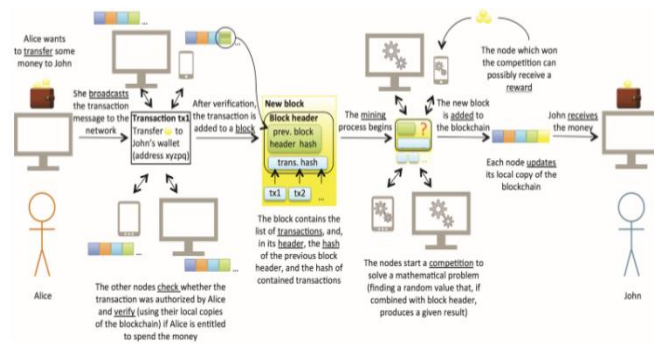 Alice wants
to transfer some
money to John
She broadcasts
the transaction
message to the
network
Alice
Transaction tx1
Transfer to
John's wallet
(address xyzpq)
...
...
...
...
The other nodes check whether the
transaction was authorized by Alice
and verify (using their local copies
of the blockchain) if Alice is entitled
to spend the money
After verification,
the transaction is
added to a block
New block
Block header
prev. block
header hash
trans. hash
tx1
tx2
...
The block contains the
list of transactions, and,
in its header, the hash
of the previous block
header, and the hash of
contained transactions
The mining
process begins
?
...
The nodes start a competition to
solve a mathematical problem
(finding a random value that, if
combined with block header,
produces a given result)
The node which won
the competition can
possibly receive a
reward
The new block
is added to
the blockchain
...
Each node updates
its local copy of the
blockchain
John receives
the money
John